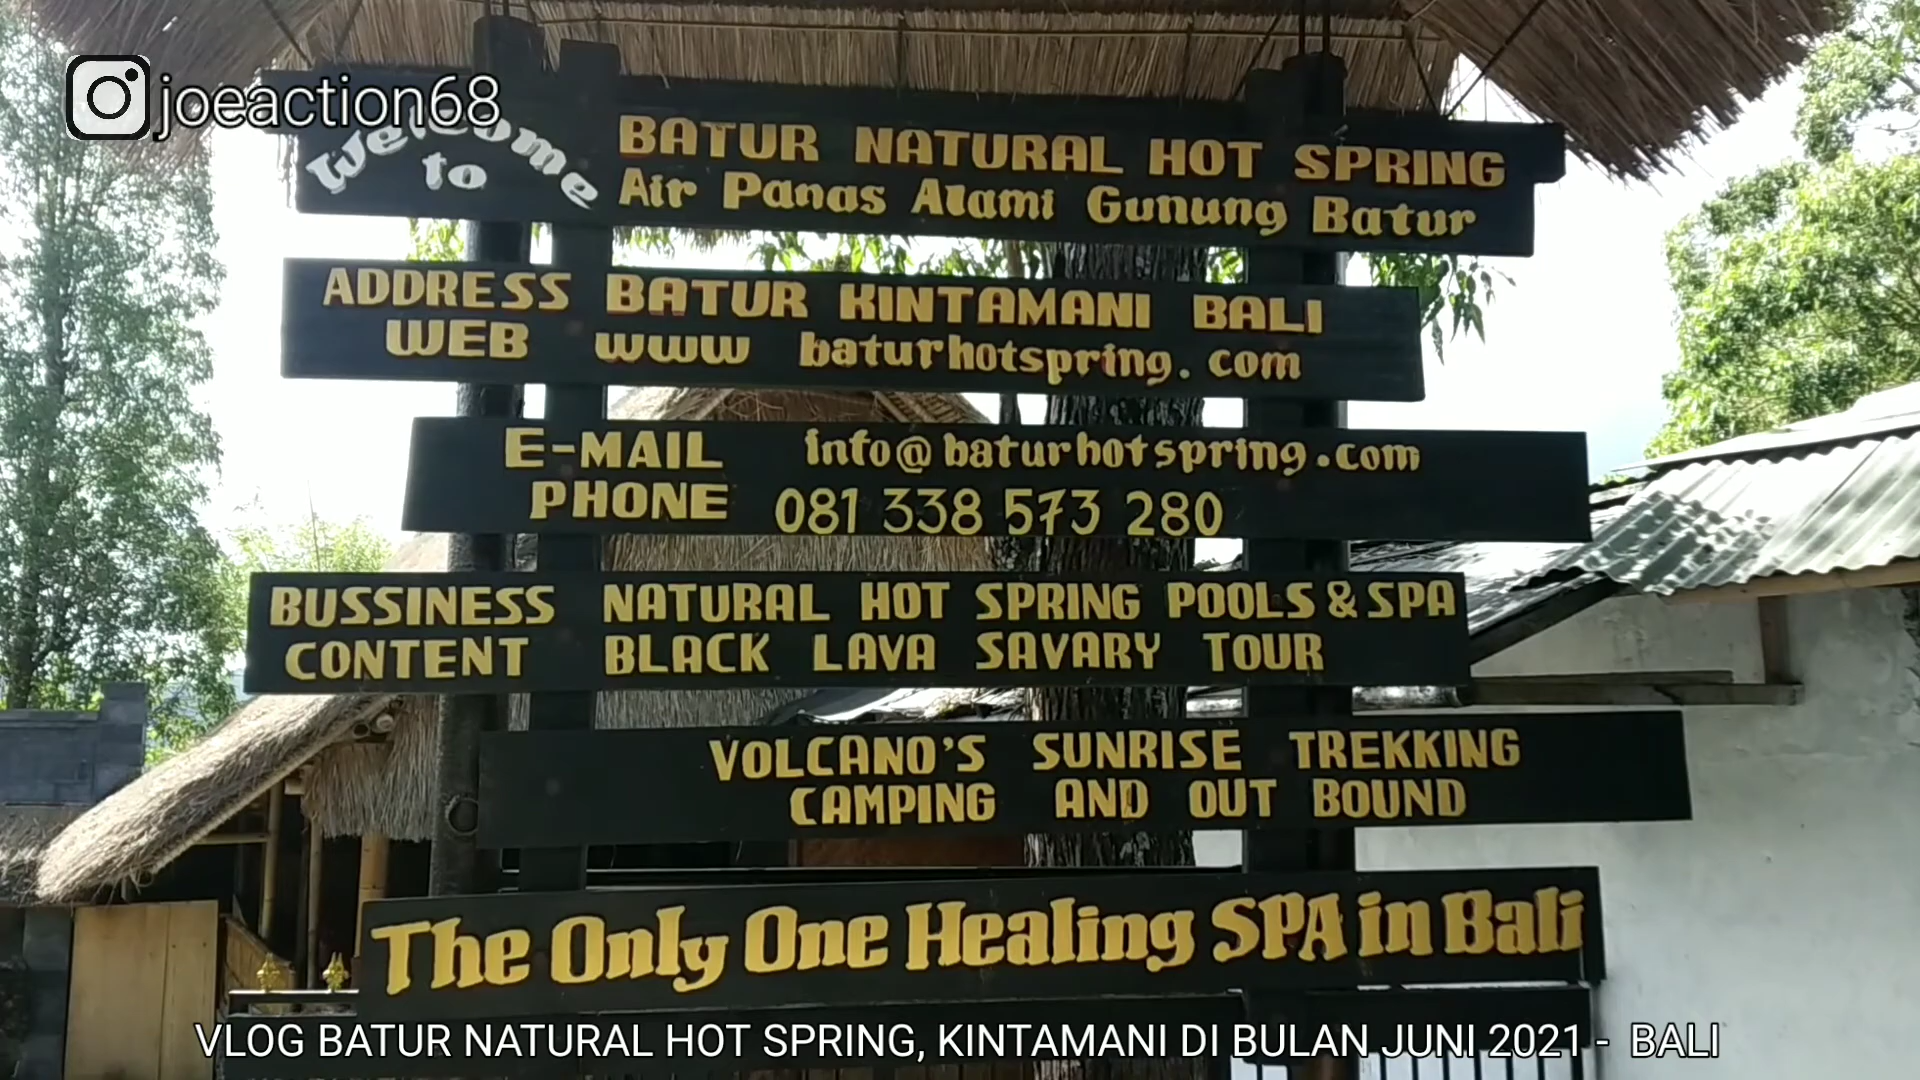 joeaction68
Welcome
to
BATUR NATURAL HOT SPRING
Air Panas Alami Gunung Batur
ADDRESS BATUR KINTAMANI BALI
WEB www baturhotspring.com
E-MAIL info@baturhotspring.com
PHONE 081 338 573 280
BUSSINESS NATURAL HOT SPRING POOLS & SPA
CONTENT BLACK LAVA SAVARY TOUR
VOLCANO'S SUNRISE TREKKING
CAMPING AND OUT BOUND
The Only One Healing SPA in Bali
VLOG BATUR NATURAL HOT SPRING, KINTAMANI DI BULAN JUNI 2021 - BALI